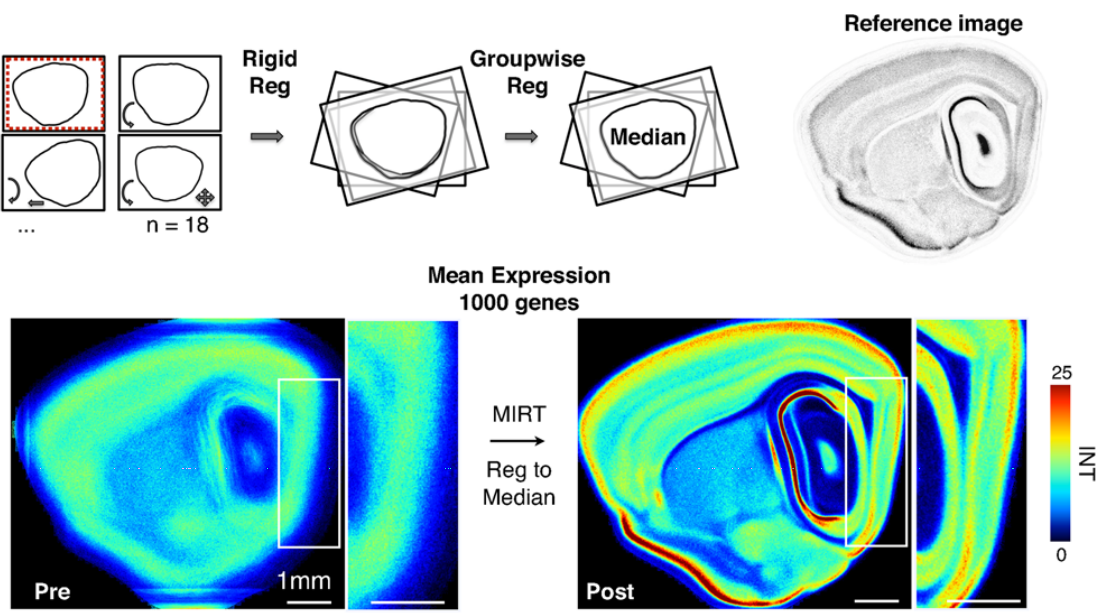 Reference image
Rigid
Reg
Groupwise
Reg
Median
...
n = 18
Mean Expression
1000 genes
MIRT
Reg to
Median
Pre
1mm
Post
25
INT
0